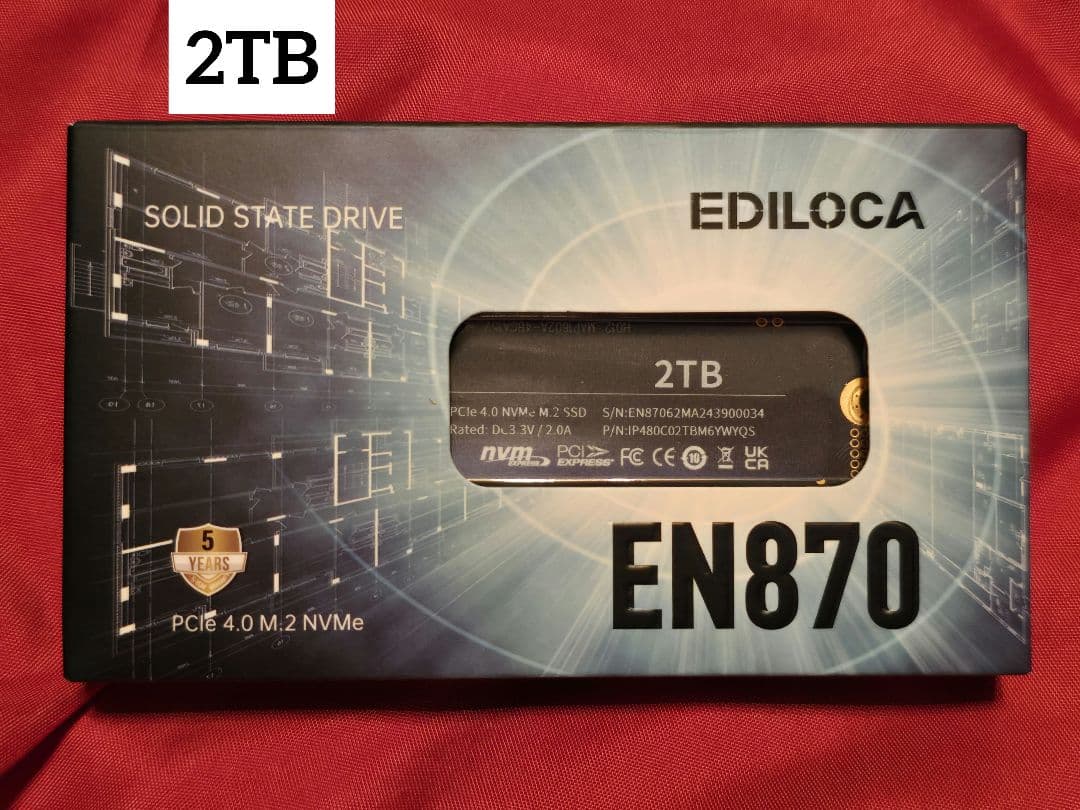 2TB
SOLID STATE DRIVE
EDILOCA
2TB
PCIe 4.0 NVMe M.2 SSD S/N:EN87062MA243900034
Rated: DC3.3V / 2.0A P/N:IP480C02TBM6YWYQS
nvm EXPRESS PCI EXPRESS FC CE 10 UK CA
EN870
5
YEARS
PCIe 4.0 M.2 NVMe